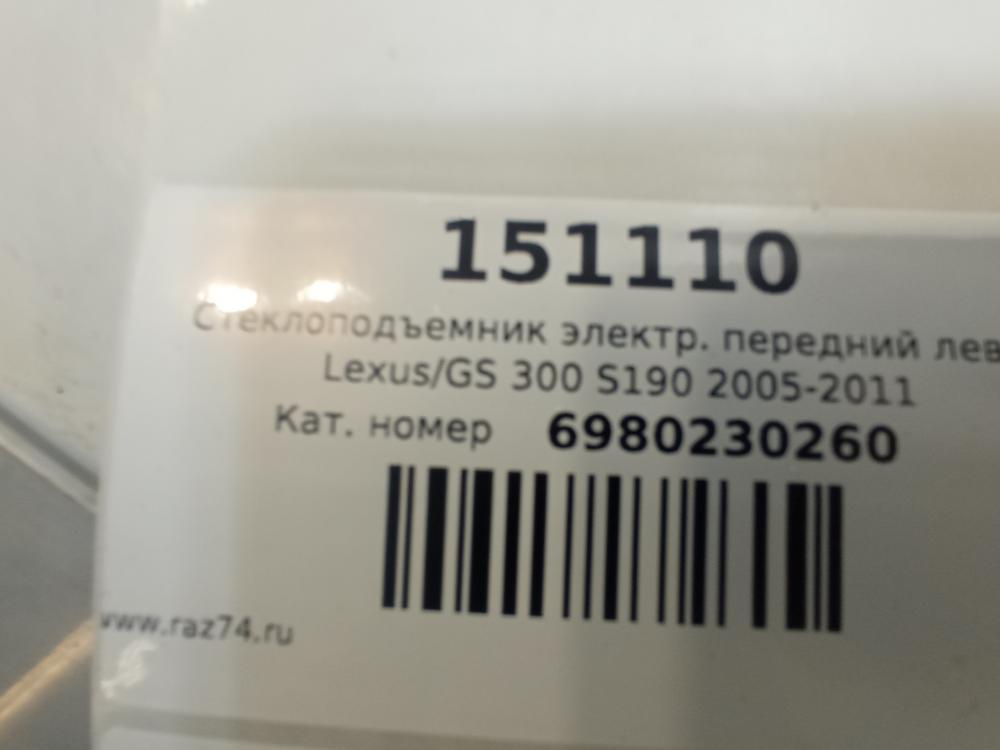 151110
Стеклоподъемник электр. передний лев
Lexus/GS 300 S190 2005-2011
Кат. номер 6980230260
www.raz74.ru